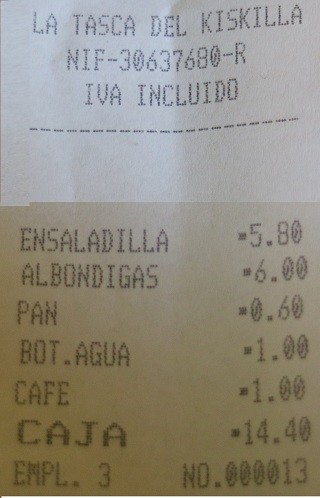 LA TASCA DEL KISKILLA
NIF-30637680-R
IVA INCLUIDO
ENSALADILLA ·5.80
ALBONDIGAS ·6.00
PAN ·0.60
BOT.AGUA ·1.00
CAFE ·1.00
CAJA ·14.40
EMPL. 3 NO.000013